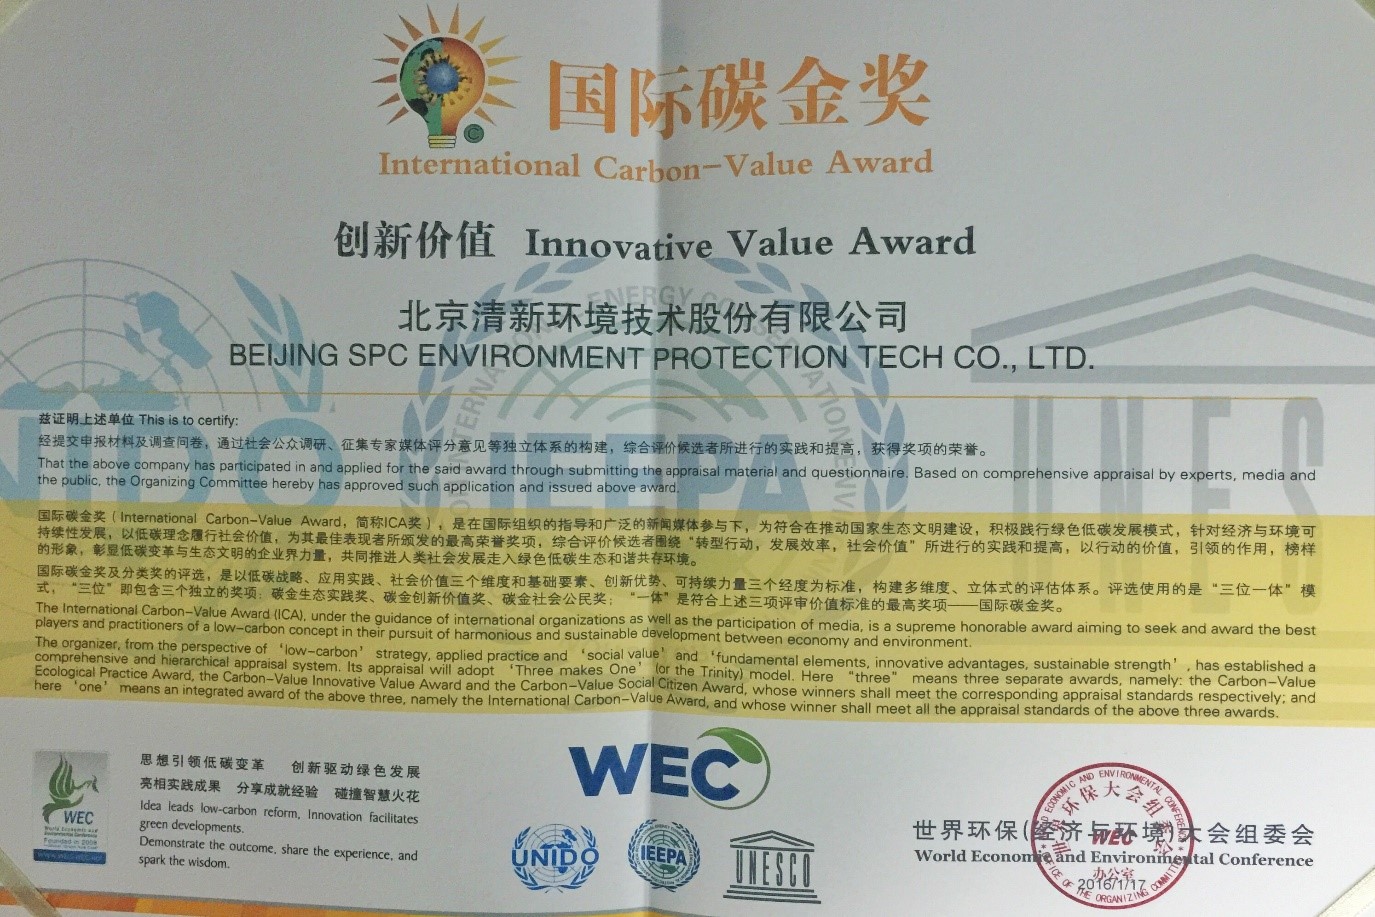 国际碳金奖
International Carbon-Value Award
创新价值 Innovative Value Award
北京清新环境技术股份有限公司
BEIJING SPC ENVIRONMENT PROTECTION TECH CO., LTD.
兹证明上述单位 This is to certify:
经提交申报材料及调查问卷，通过社会公众调研、征集专家媒体评分意见等独立体系的构建，综合评价候选者所进行的实践和提高，获得奖项的荣誉。
That the above company has participated in and applied for the said award through submitting the appraisal material and questionnaire. Based on comprehensive appraisal by experts, media and
the public, the Organizing Committee hereby has approved such application and issued above award.
国际碳金奖（International Carbon-Value Award，简称ICA奖），是在国际组织的指导和广泛的新闻媒体参与下，为符合在推动国家生态文明建设，积极践行绿色低碳发展模式，针对经济与环境可
持续性发展，以低碳理念履行社会价值，为其最佳表现者所颁发的最高荣誉奖项，综合评价候选者围绕“转型行动，发展效率，社会价值”所进行的实践和提高，以行动的价值，引领的作用，榜样
的形象，彰显低碳变革与生态文明的企业界力量，共同推进人类社会发展走入绿色低碳生态和谐共存环境。
国际碳金奖及分类奖的评选，是以低碳战略、应用实践、社会价值三个维度和基础要素、创新优势、可持续力量三个经度为标准，构建多维度、立体式的评估体系。评选使用的是“三位一体”模
式，“三位”即包含三个独立的奖项：碳金生态实践奖、碳金创新价值奖、碳金社会公民奖；“一体”是符合上述三项评审价值标准的最高奖项——国际碳金奖。
The International Carbon-Value Award (ICA), under the guidance of international organizations as well as the participation of media, is a supreme honorable award aiming to seek and award the best
players and practitioners of a low-carbon concept in their pursuit of harmonious and sustainable development between economy and environment.
The organizer, from the perspective of ‘low-carbon’ strategy, applied practice and ‘social value’ and ‘fundamental elements, innovative advantages, sustainable strength’, has established a
comprehensive and hierarchical appraisal system. Its appraisal will adopt ‘Three makes One’ (or the Trinity) model. Here “three” means three separate awards, namely: the Carbon-Value
Ecological Practice Award, the Carbon-Value Innovative Value Award and the Carbon-Value Social Citizen Award, whose winners shall meet the corresponding appraisal standards respectively; and
here ‘one’ means an integrated award of the above three, namely the International Carbon-Value Award, and whose winner shall meet all the appraisal standards of the above three awards.
WEC
World Economic and
Environmental Conference
Founded in 2008
思想引领低碳变革 创新驱动绿色发展
亮相实践成果 分享成就经验 碰撞智慧火花
Idea leads low-carbon reform, Innovation facilitates
green developments.
Demonstrate the outcome, share the experience, and
spark the wisdom.
WEC
UNIDO
IEEPA
UNESCO
世界环保(经济与环境)大会组委会
World Economic and Environmental Conference
WEC
办公室
2016/1/17